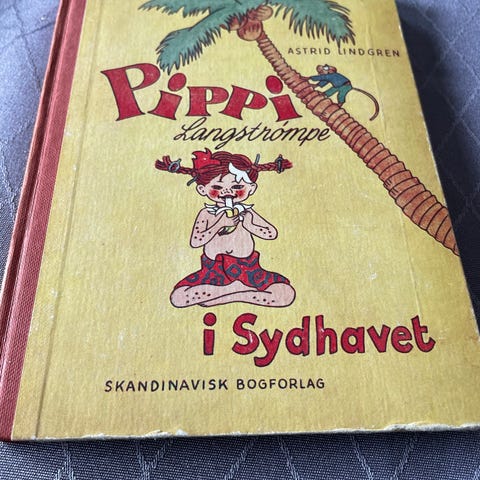 ASTRID LINDGREN
PIPPI
Langstrømpe
i Sydhavet
SKANDINAVISK BOGFORLAG